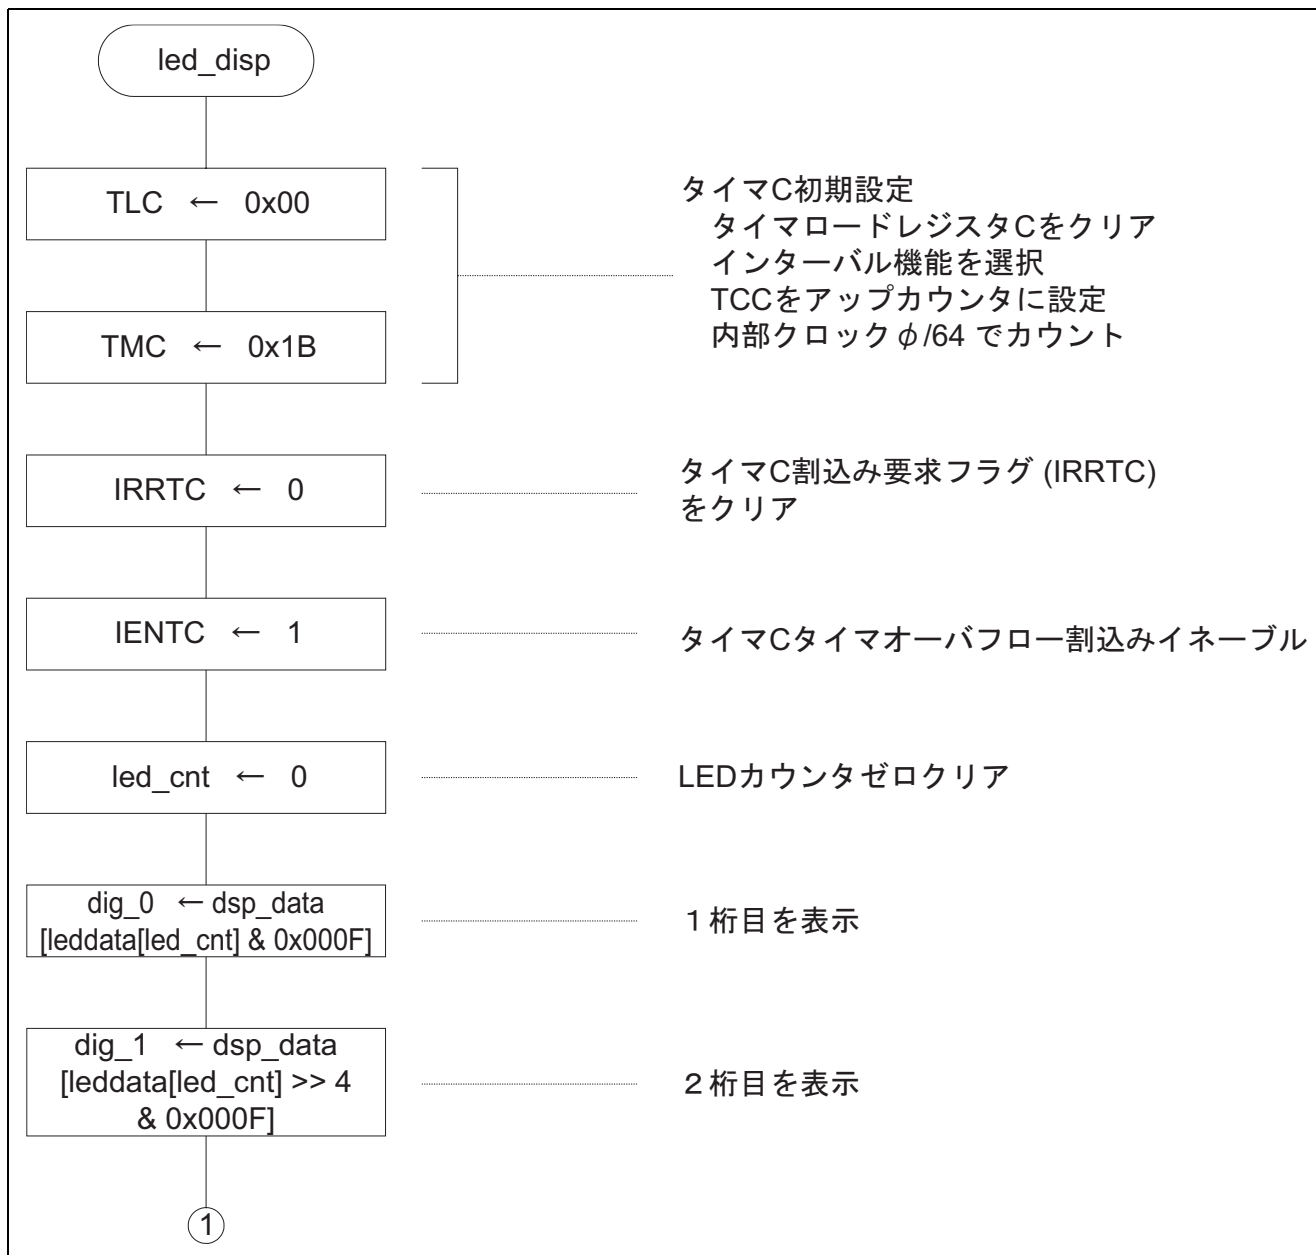 led_disp
TLC ← 0x00
タイマC初期設定
タイマロードレジスタCをクリア
インターバル機能を選択
TCCをアップカウンタに設定
内部クロックφ/64 でカウント
TMC ← 0x1B
IRRTC ← 0
タイマC割込み要求フラグ (IRRTC)
をクリア
IENTC ← 1
タイマCタイマオーバフロー割込みイネーブル
led_cnt ← 0
LEDカウンタゼロクリア
dig_0 ← dsp_data
[leddata[led_cnt] & 0x000F]
1桁目を表示
dig_1 ← dsp_data
[leddata[led_cnt] >> 4
& 0x000F]
2桁目を表示
1